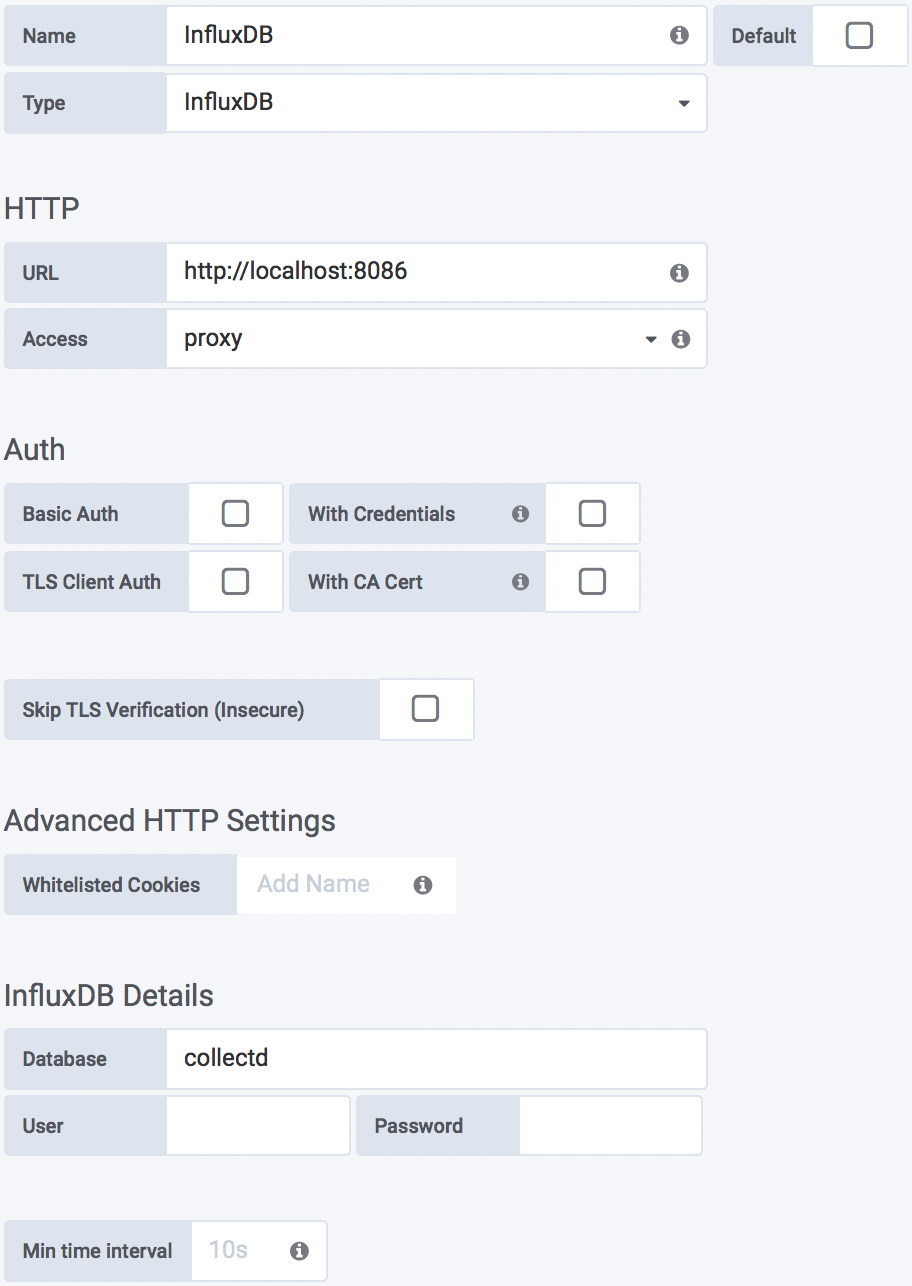 Name InfluxDB Default
Type InfluxDB
HTTP
URL http://localhost:8086
Access proxy
Auth
Basic Auth With Credentials
TLS Client Auth With CA Cert
Skip TLS Verification (Insecure)
Advanced HTTP Settings
Whitelisted Cookies Add Name
InfluxDB Details
Database collectd
User Password
Min time interval 10s